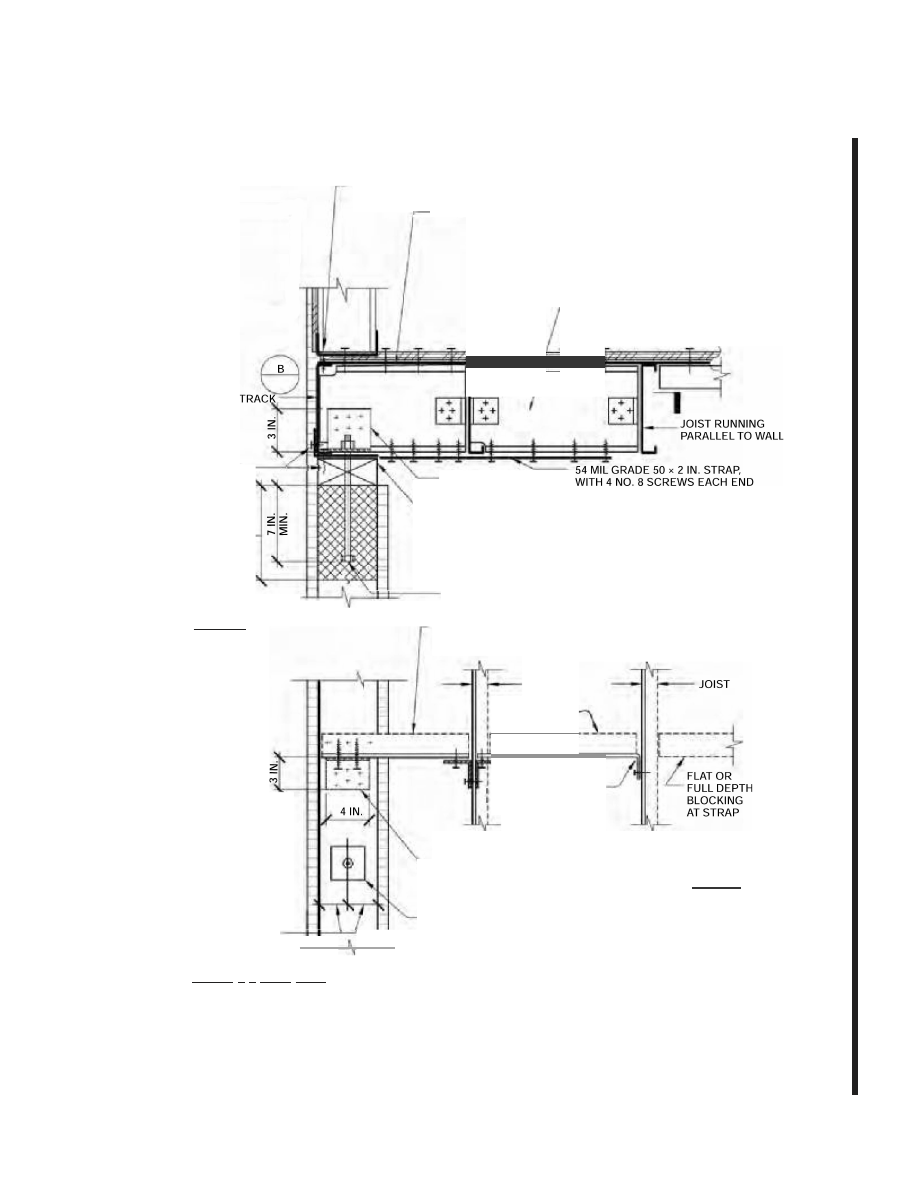 B
TRACK
3 IN.
JOIST RUNNING
PARALLEL TO WALL
54 MIL GRADE 50 × 2 IN. STRAP,
WITH 4 NO. 8 SCREWS EACH END
7 IN.
MIN.
JOIST
3 IN.
4 IN.
FLAT OR
FULL DEPTH
BLOCKING
AT STRAP